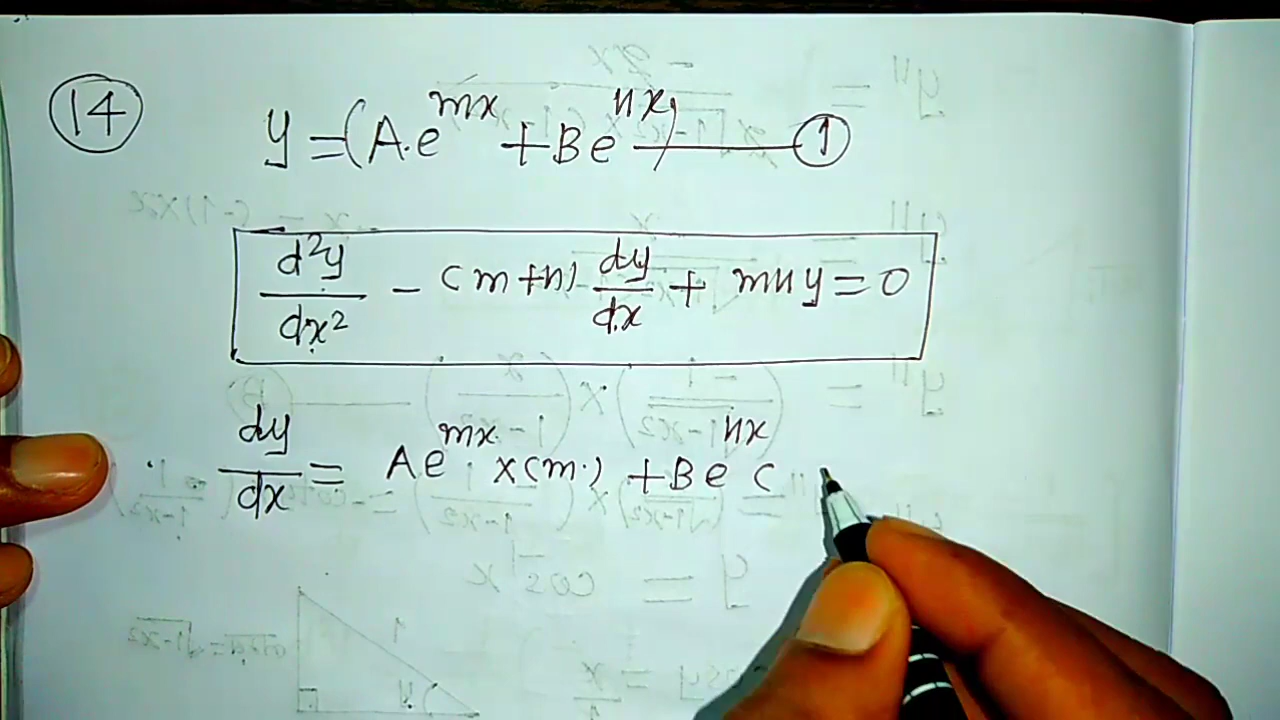 14 y = (A.e^mx + Be^nx) — 1
d²y/dx² - (m+n) dy/dx + mny = 0
dy/dx = Ae^mx x(m.) + Be^nx (